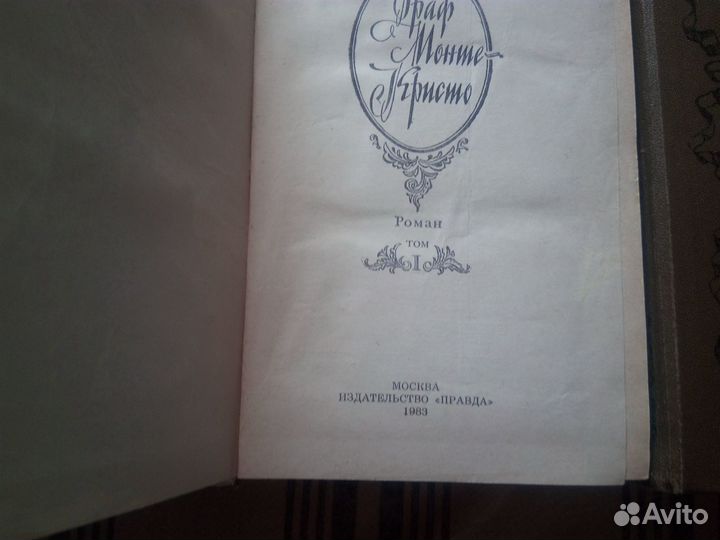 Граф
Монте-
Кристо
Роман
ТОМ
I
МОСКВА
ИЗДАТЕЛЬСТВО «ПРАВДА»
1983
Avito